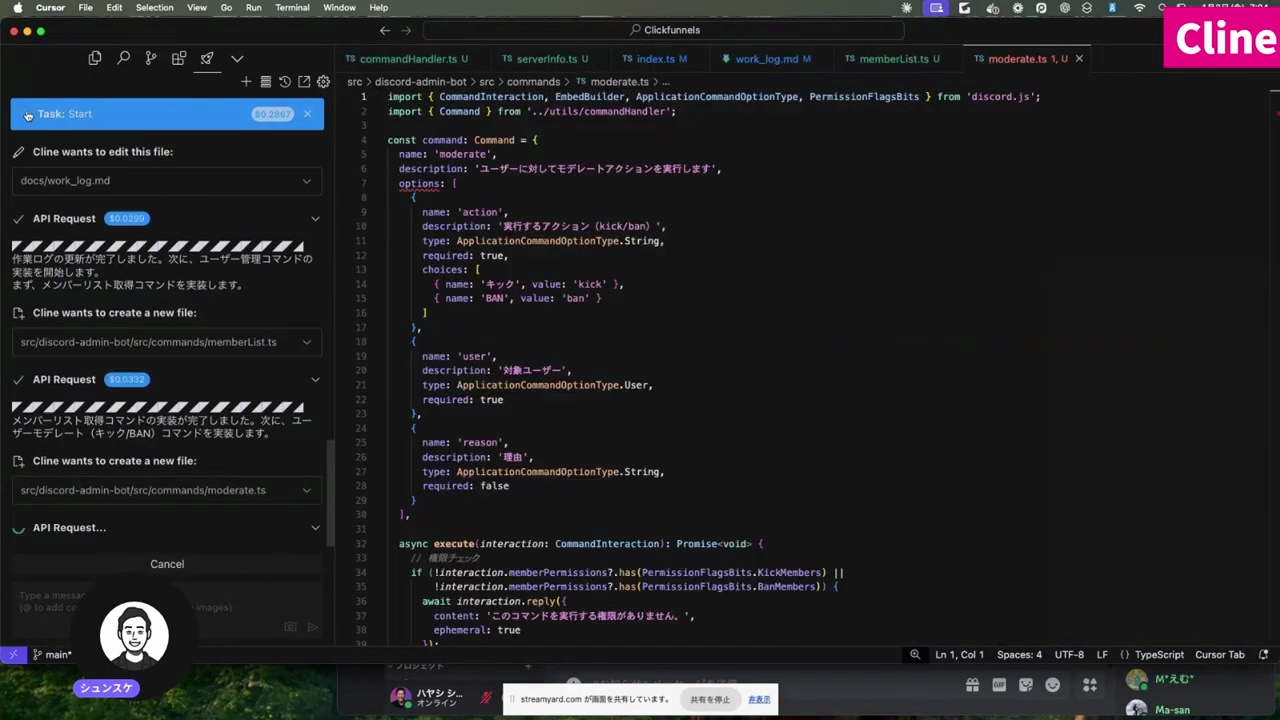 Cursor File Edit Selection View Go Run Terminal Window Help
Cline
Clickfunnels
commandHandler.ts U
serverInfo.ts U
index.ts M
work_log.md M
memberList.ts U
moderate.ts 1, U
src > discord-admin-bot > src > commands > moderate.ts > ...
Task: Start
$0.2867
Cline wants to edit this file:
docs/work_log.md
API Request $0.0299
作業ログの更新が完了しました。次に、ユーザー管理コマンドの
実装を開始します。
まず、メンバーリスト取得コマンドを実装します。
Cline wants to create a new file:
src/discord-admin-bot/src/commands/memberList.ts
API Request $0.0332
メンバーリスト取得コマンドの実装が完了しました。次に、ユー
ザーモデレート（キック/BAN）コマンドを実装します。
Cline wants to create a new file:
src/discord-admin-bot/src/commands/moderate.ts
API Request...
Cancel
Type a messa
(@ to add co
images)
シュンスケ
1 import { CommandInteraction, EmbedBuilder, ApplicationCommandOptionType, PermissionFlagsBits } from 'discord.js';
2 import { Command } from '../utils/commandHandler';
3
4 const command: Command = {
5 name: 'moderate',
6 description: 'ユーザーに対してモデレートアクションを実行します',
7 options: [
8 {
9 name: 'action',
10 description: '実行するアクション（kick/ban）',
11 type: ApplicationCommandOptionType.String,
12 required: true,
13 choices: [
14 { name: 'キック', value: 'kick' },
15 { name: 'BAN', value: 'ban' }
16 ]
17 },
18 {
19 name: 'user',
20 description: '対象ユーザー',
21 type: ApplicationCommandOptionType.User,
22 required: true
23 },
24 {
25 name: 'reason',
26 description: '理由',
27 type: ApplicationCommandOptionType.String,
28 required: false
29 }
30 ],
31
32 async execute(interaction: CommandInteraction): Promise<void> {
33 // 権限チェック
34 if (!interaction.memberPermissions?.has(PermissionFlagsBits.KickMembers) ||
35 !interaction.memberPermissions?.has(PermissionFlagsBits.BanMembers)) {
36 await interaction.reply({
37 content: 'このコマンドを実行する権限がありません。',
38 ephemeral: true
39 });
main*
Ln 1, Col 1 Spaces: 4 UTF-8 LF {} TypeScript Cursor Tab
プロジェクト
ハヤシ シ...
オンライン
streamyard.com が画面を共有しています。
共有を停止
非表示
GIF
M*えむ*
Ma-san